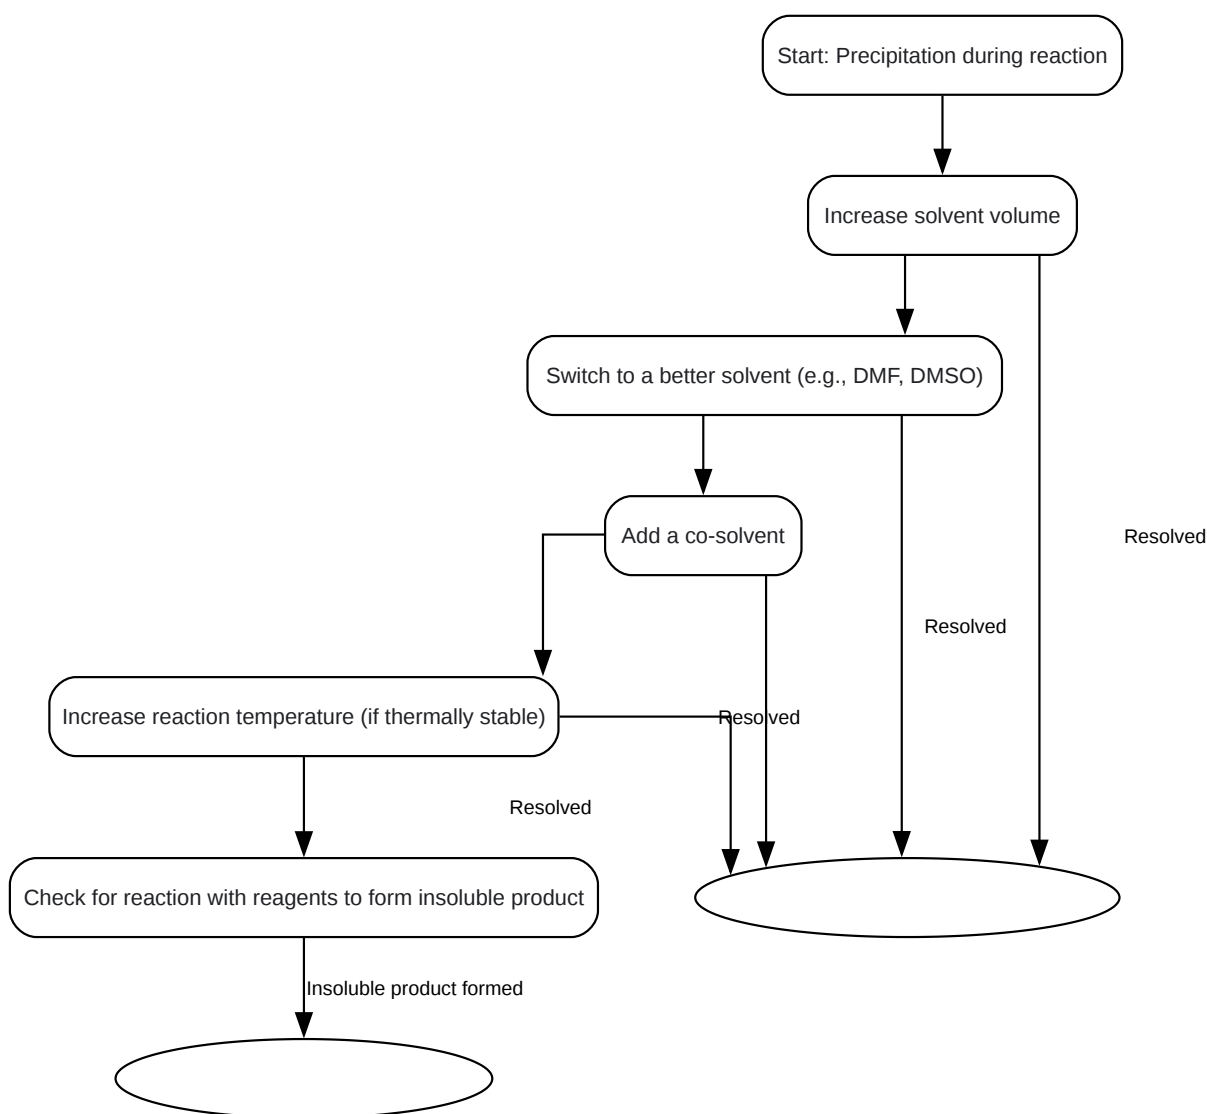 Start: Precipitation during reaction
Increase solvent volume
Switch to a better solvent (e.g., DMF, DMSO)
Add a co-solvent
Resolved
Resolved
Increase reaction temperature (if thermally stable)
Resolved
Resolved
Check for reaction with reagents to form insoluble product
Insoluble product formed